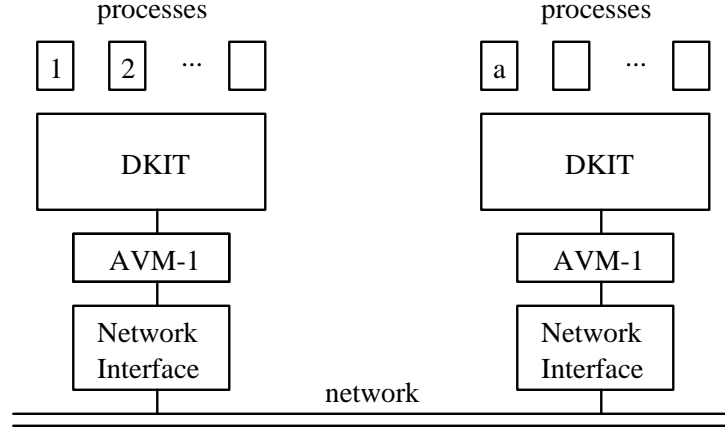 processes processes
1 2 ... a ...
DKIT DKIT
AVM-1 AVM-1
Network Network
Interface Interface
network